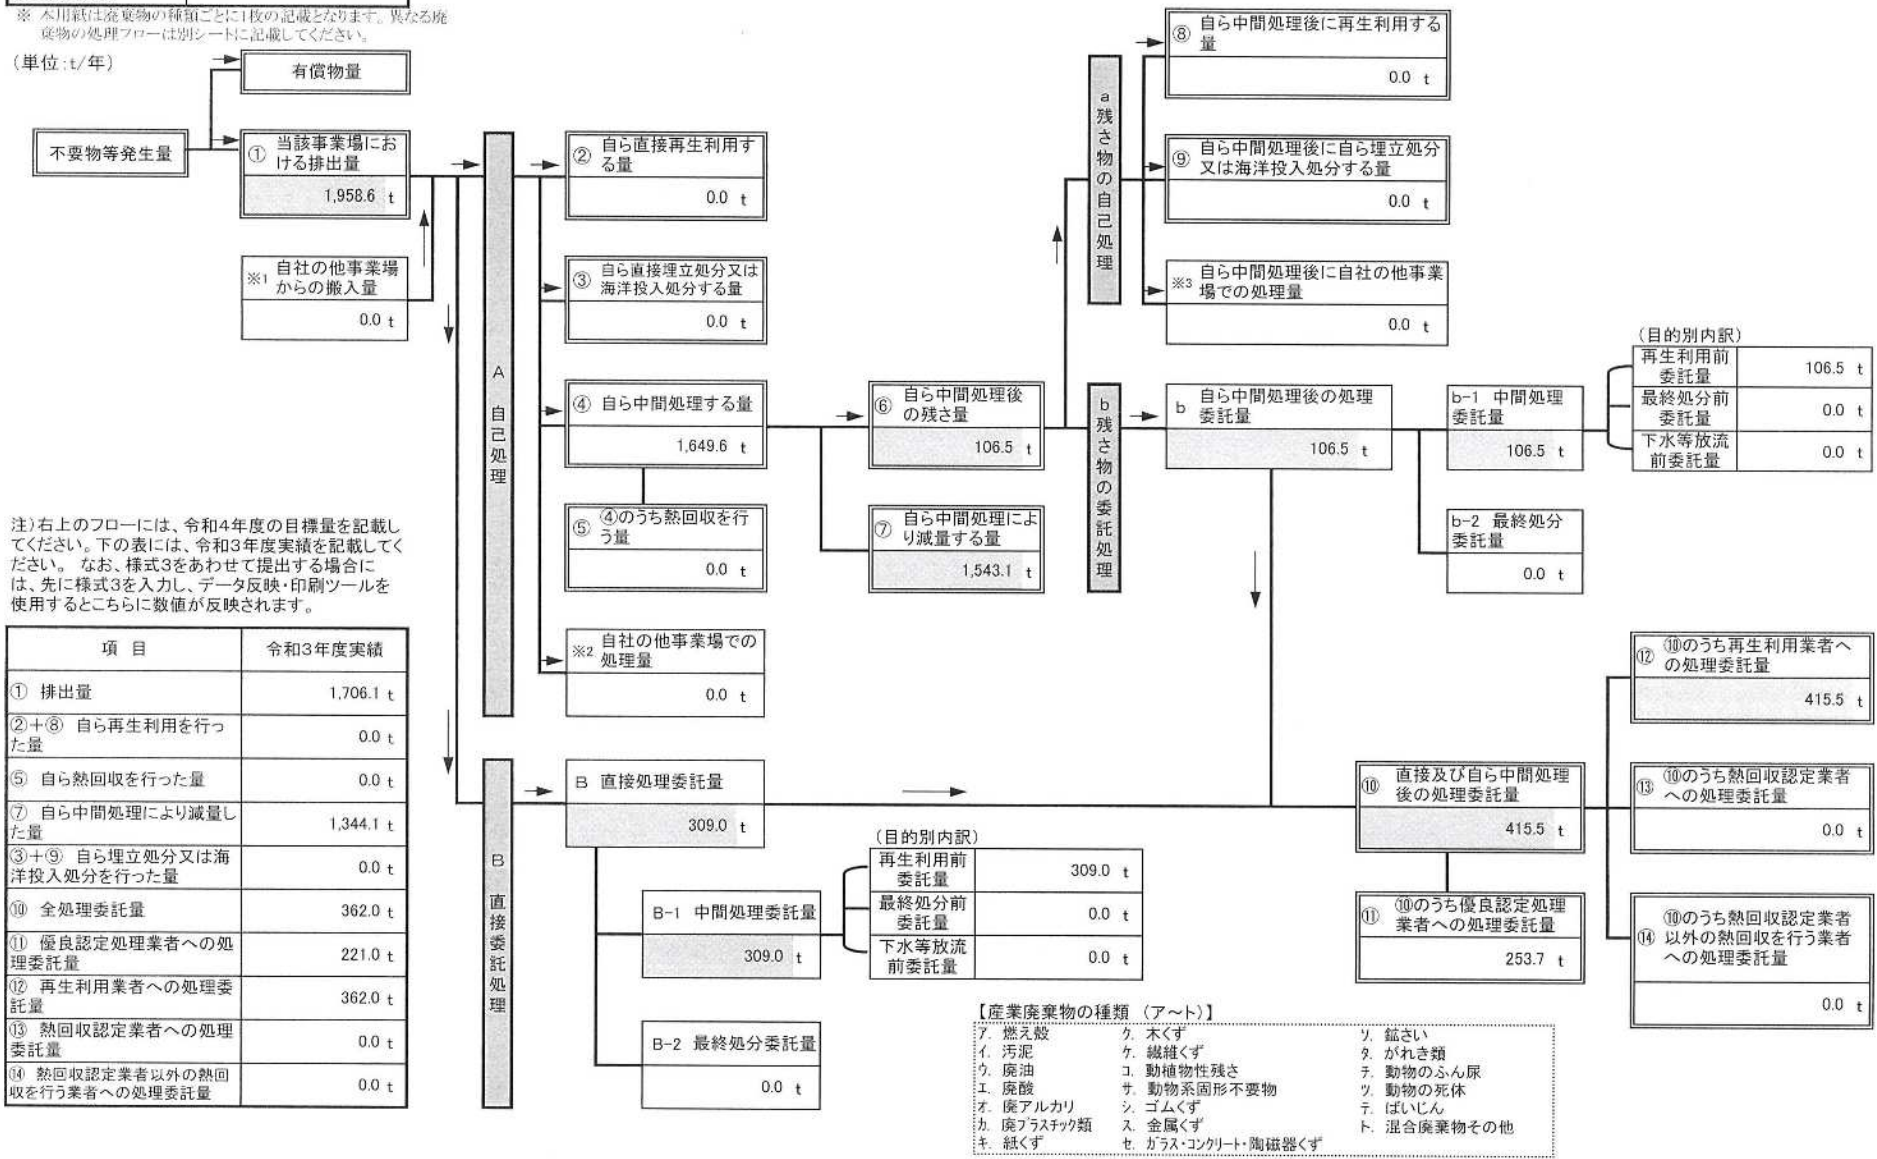 ※ 本用紙は廃棄物の種類ごとに1枚の記載となります。異なる廃
棄物の処理フローは別シートに記載してください。
(単位:t/年)
有償物量
不要物等発生量
① 当該事業場にお
ける排出量
1,958.6 t
※1 自社の他事業場
からの搬入量
0.0 t
A 自己処理
② 自ら直接再生利用す
る量
0.0 t
③ 自ら直接埋立処分又は
海洋投入処分する量
0.0 t
④ 自ら中間処理する量
1,649.6 t
⑤ ④のうち熱回収を行
う量
0.0 t
※2 自社の他事業場での
処理量
0.0 t
⑥ 自ら中間処理後
の残さ量
106.5 t
⑦ 自ら中間処理によ
り減量する量
1,543.1 t
a 残さ物の自己処理
⑧ 自ら中間処理後に再生利用する
量
0.0 t
⑨ 自ら中間処理後に自ら埋立処分
又は海洋投入処分する量
0.0 t
※3 自ら中間処理後に自社の他事業
場での処理量
0.0 t
b 残さ物の委託処理
b 自ら中間処理後の処理
委託量
106.5 t
b-1 中間処理
委託量
106.5 t
(目的別内訳)
再生利用前
委託量
106.5 t
最終処分前
委託量
0.0 t
下水等放流
前委託量
0.0 t
b-2 最終処分
委託量
0.0 t
注)右上のフローには、令和4年度の目標量を記載し
てください。下の表には、令和3年度実績を記載してく
ださい。 なお、様式3をあわせて提出する場合に
は、先に様式3を入力し、データ反映・印刷ツールを
使用するとこちらに数値が反映されます。
項 目 令和3年度実績
① 排出量 1,706.1 t
②+⑧ 自ら再生利用を行っ
た量 0.0 t
⑤ 自ら熱回収を行った量 0.0 t
⑦ 自ら中間処理により減量し
た量 1,344.1 t
③+⑨ 自ら埋立処分又は海
洋投入処分を行った量 0.0 t
⑩ 全処理委託量 362.0 t
⑪ 優良認定処理業者への処
理委託量 221.0 t
⑫ 再生利用業者への処理委
託量 362.0 t
⑬ 熱回収認定業者への処理
委託量 0.0 t
⑭ 熱回収認定業者以外の熱回
収を行う業者への処理委託量 0.0 t
B 直接委託処理
B 直接処理委託量
309.0 t
B-1 中間処理委託量
309.0 t
(目的別内訳)
再生利用前
委託量
309.0 t
最終処分前
委託量
0.0 t
下水等放流
前委託量
0.0 t
B-2 最終処分委託量
0.0 t
⑩ 直接及び自ら中間処理
後の処理委託量
415.5 t
⑪ ⑩のうち優良認定処理
業者への処理委託量
253.7 t
⑫ ⑩のうち再生利用業者へ
の処理委託量
415.5 t
⑬ ⑩のうち熱回収認定業者
への処理委託量
0.0 t
⑭ ⑩のうち熱回収認定業者
以外の熱回収を行う業者
への処理委託量
0.0 t
【産業廃棄物の種類 (ア~ト)】
ア. 燃え殻
イ. 汚泥
ウ. 廃油
エ. 廃酸
オ. 廃アルカリ
カ. 廃プラスチック類
キ. 紙くず
ク. 木くず
ケ. 繊維くず
コ. 動植物性残さ
サ. 動物系固形不要物
シ. ゴムくず
ス. 金属くず
セ. ガラス・コンクリート・陶磁器くず
ソ. 鉱さい
タ. がれき類
チ. 動物のふん尿
ツ. 動物の死体
テ. ばいじん
ト. 混合廃棄物その他